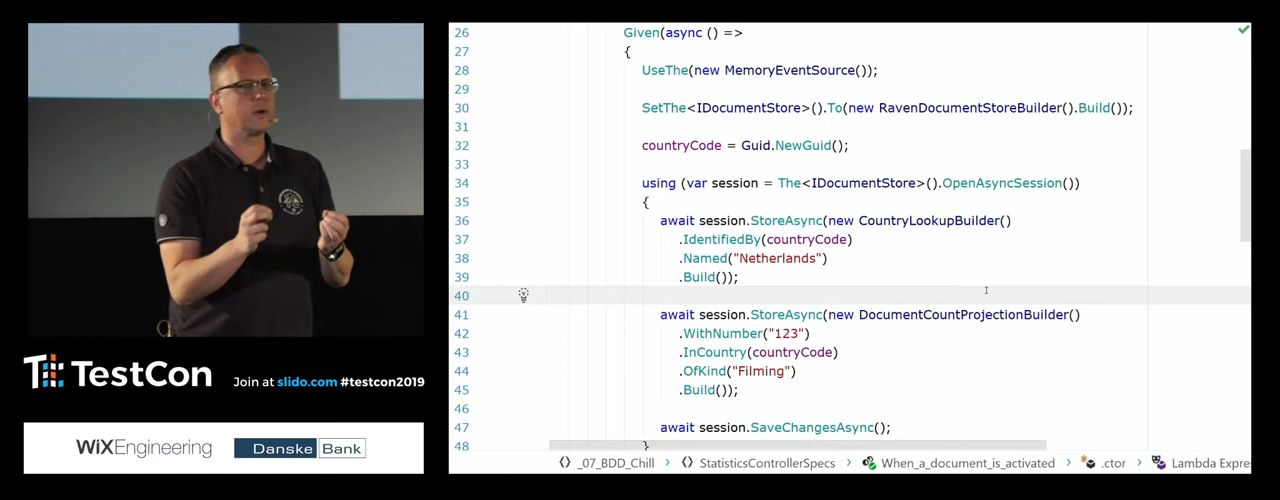 TestCon
Join at slido.com #testcon2019
WiXEngineering
Danske Bank
26 Given(async () =>
27 {
28 UseThe(new MemoryEventSource());
29
30 SetThe<IDocumentStore>().To(new RavenDocumentStoreBuilder().Build());
31
32 countryCode = Guid.NewGuid();
33
34 using (var session = The<IDocumentStore>().OpenAsyncSession())
35 {
36 await session.StoreAsync(new CountryLookupBuilder()
37 .IdentifiedBy(countryCode)
38 .Named("Netherlands")
39 .Build());
40
41 await session.StoreAsync(new DocumentCountProjectionBuilder()
42 .WithNumber("123")
43 .InCountry(countryCode)
44 .OfKind("Filming")
45 .Build());
46
47 await session.SaveChangesAsync();
48 }
_07_BDD_Chill StatisticsControllerSpecs When_a_document_is_activated .ctor Lambda Expre